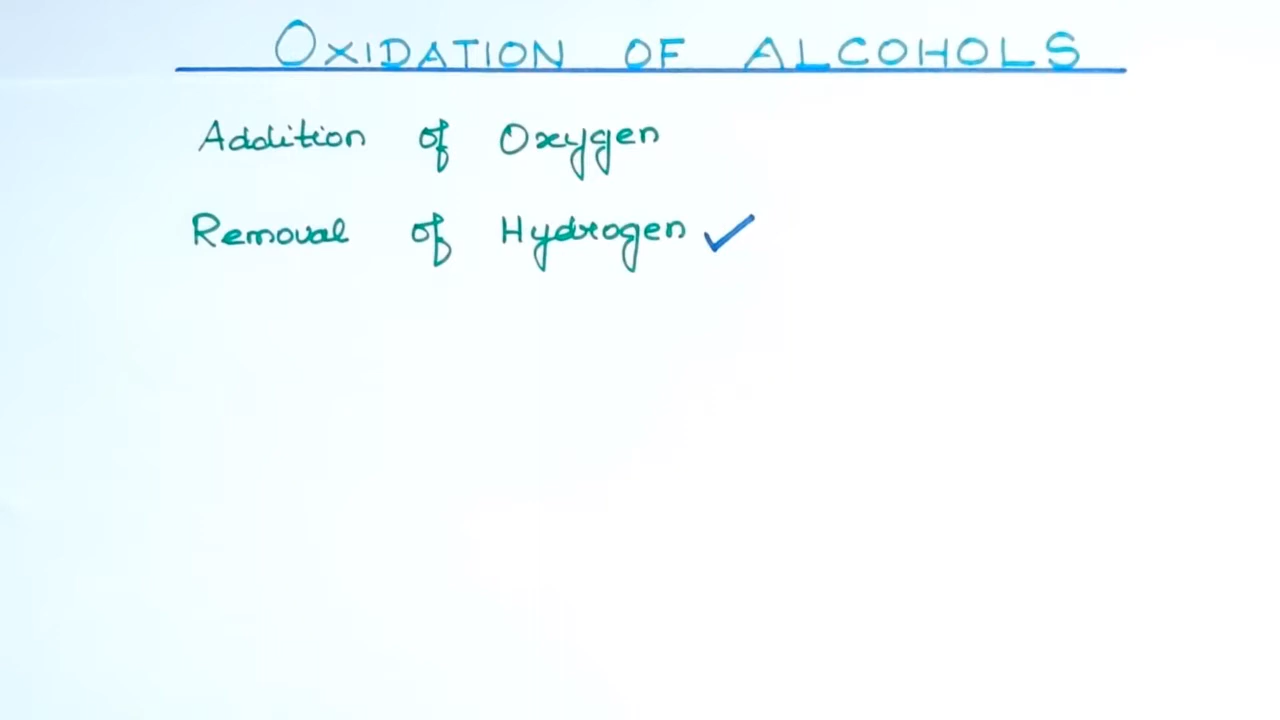 OXIDATION OF ALCOHOLS
Addition of Oxygen
Removal of Hydrogen ✓